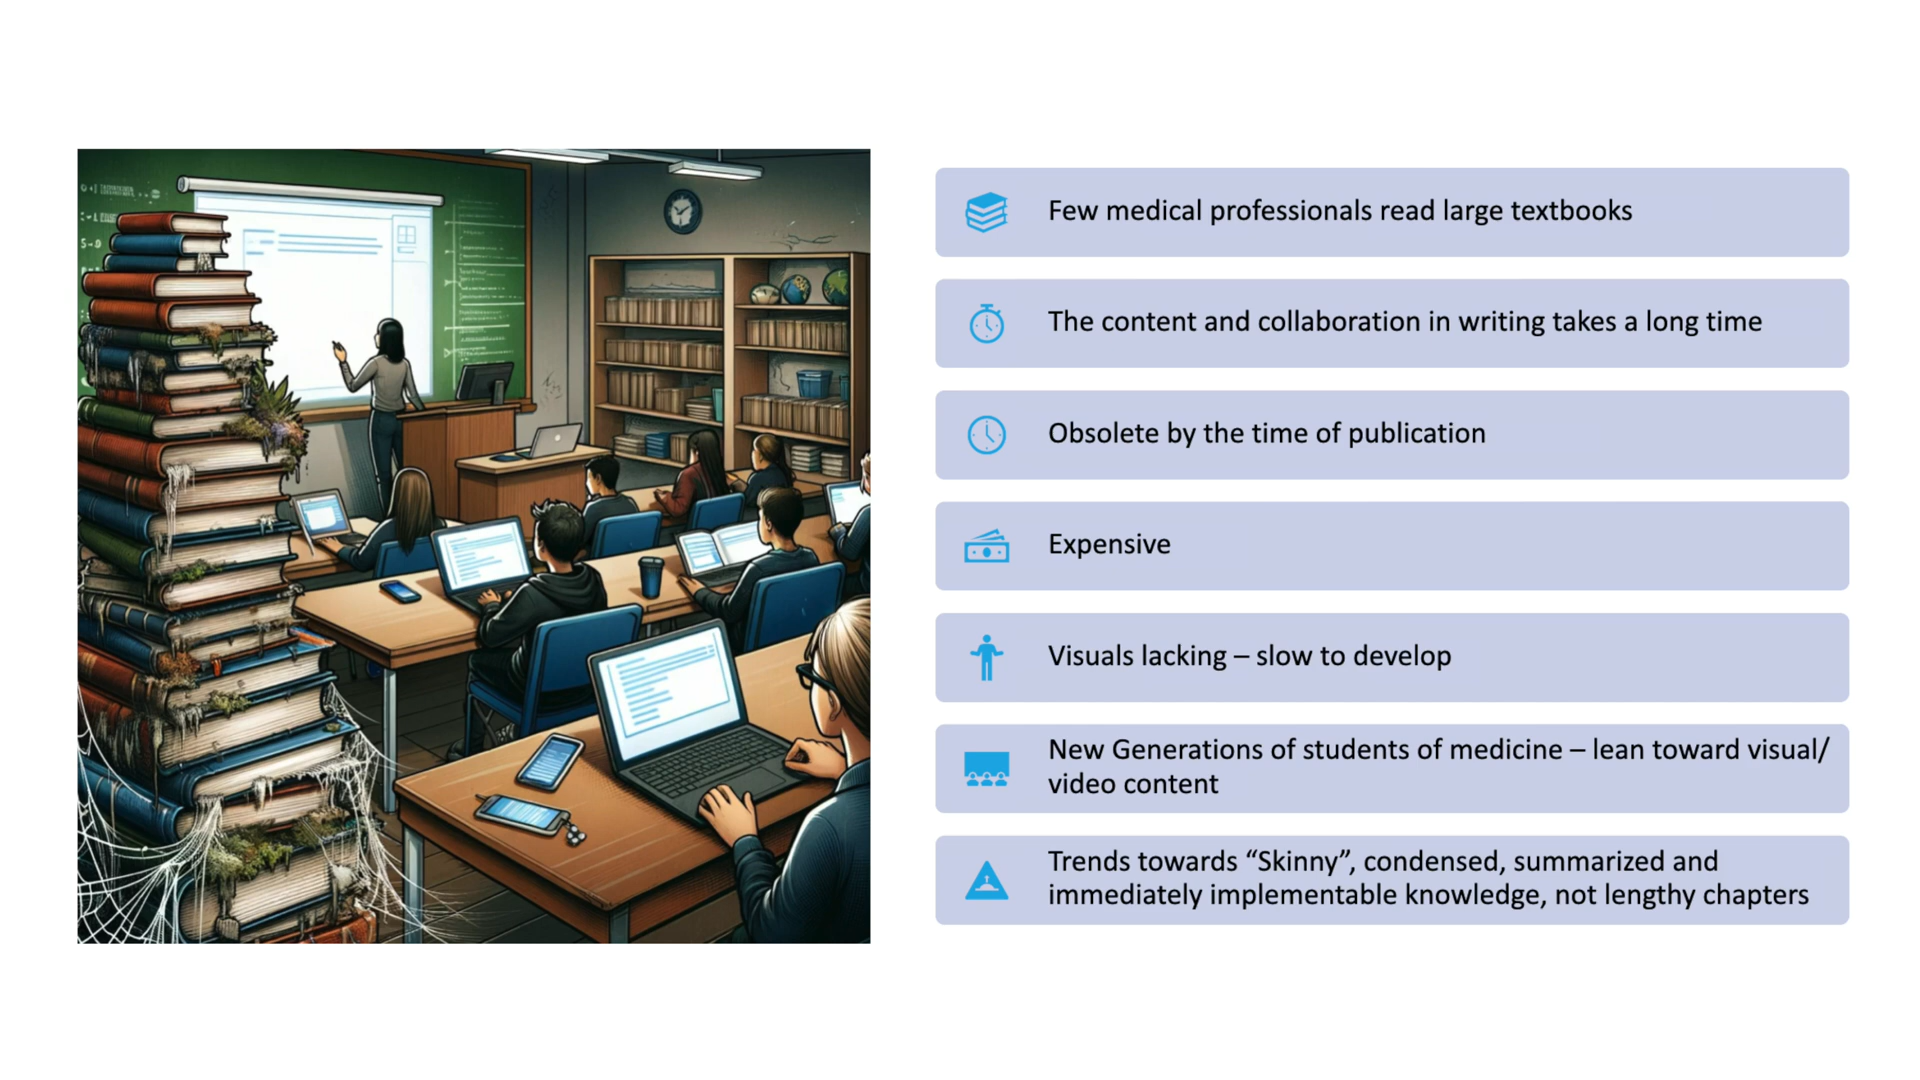 Few medical professionals read large textbooks
The content and collaboration in writing takes a long time
Obsolete by the time of publication
Expensive
Visuals lacking – slow to develop
New Generations of students of medicine – lean toward visual/
video content
Trends towards “Skinny”, condensed, summarized and
immediately implementable knowledge, not lengthy chapters